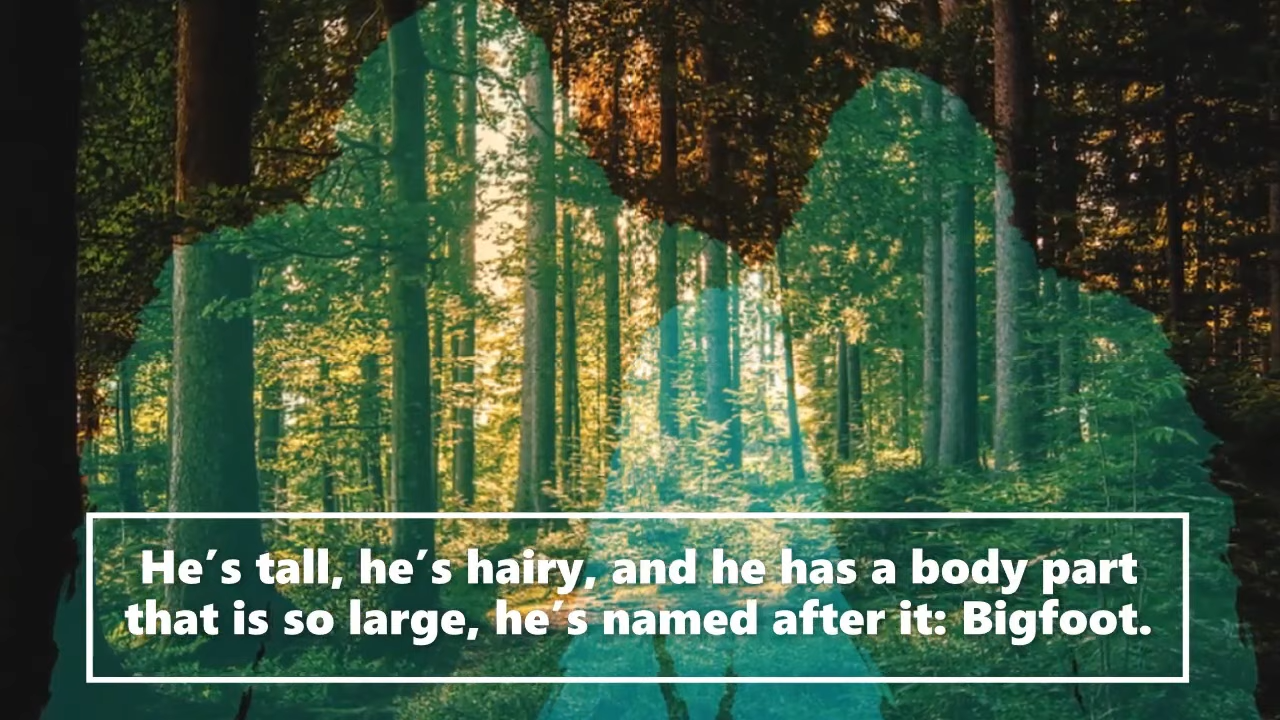 He’s tall, he’s hairy, and he has a body part
that is so large, he’s named after it: Bigfoot.